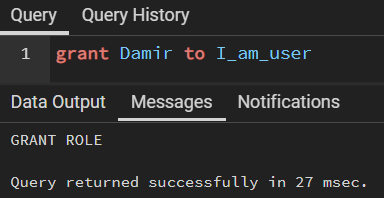 Query Query History
1 grant Damir to I_am_user
Data Output Messages Notifications
GRANT ROLE
Query returned successfully in 27 msec.